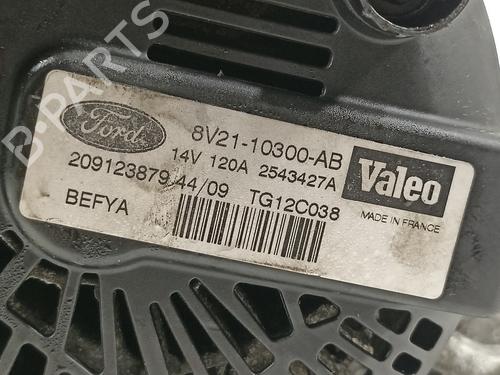 B-PARTS
Ford
8V21-10300-AB
14V 120A 2543427A
Valeo
209123879 44/09 TG12C038
MADE IN FRANCE
BEFYA